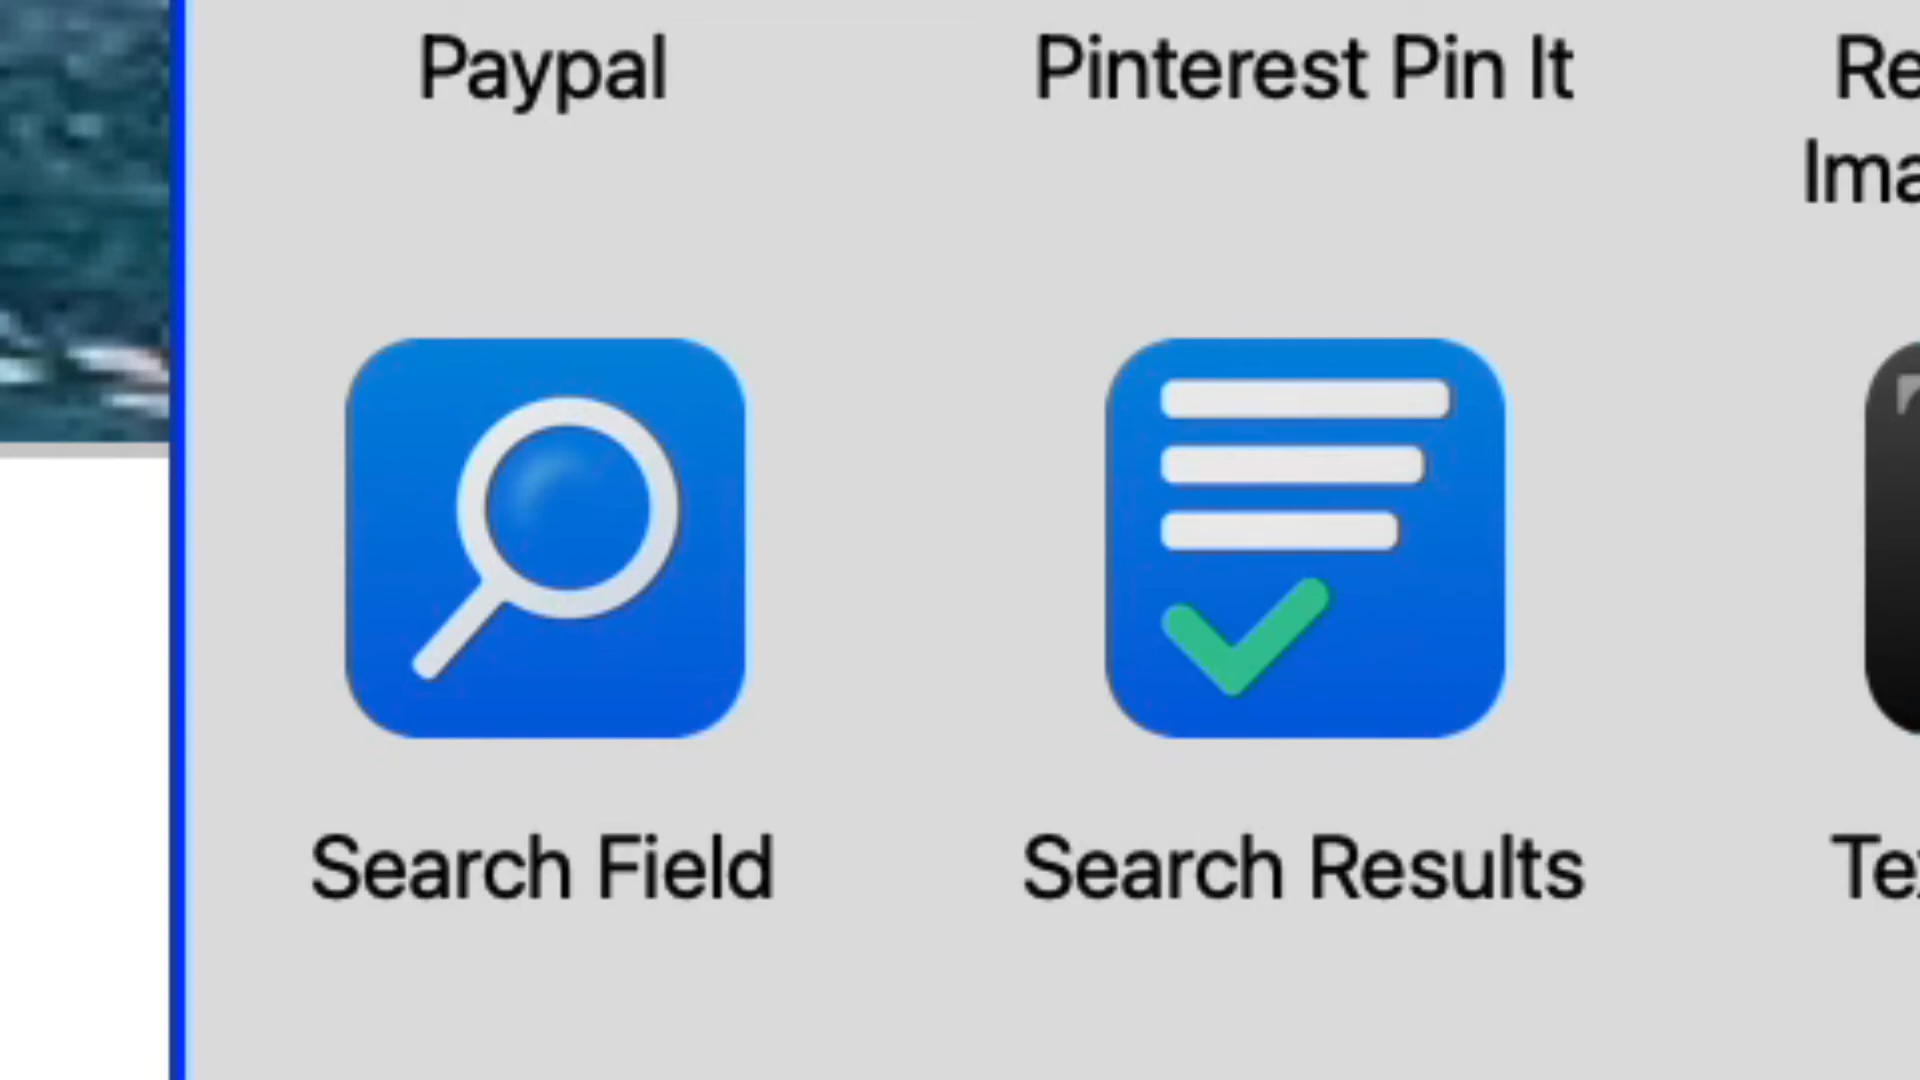 Paypal
Pinterest Pin It
Search Field
Search Results